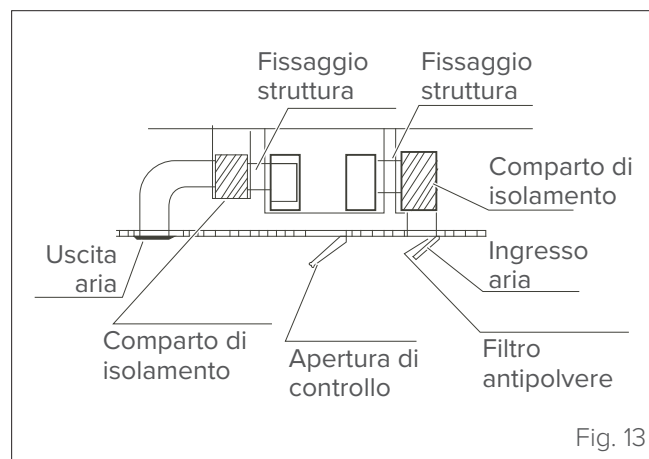 Fissaggio
struttura
Fissaggio
struttura
Comparto di
isolamento
Uscita
aria
Ingresso
aria
Comparto di
isolamento
Apertura di
controllo
Filtro
antipolvere
Fig. 13